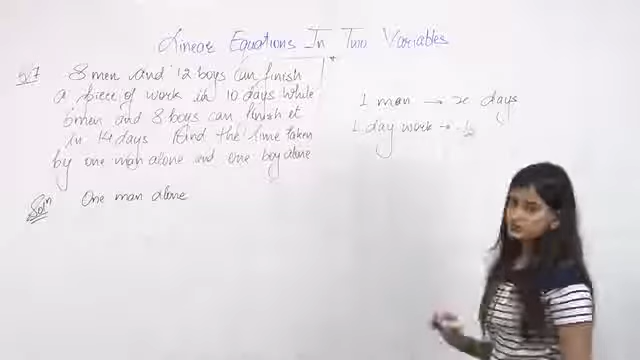 Linear Equations In Two Variables
Q.7 8 men and 12 boys can finish
a piece of work in 10 days while
6 men and 8 boys can finish it
in 14 days find the time taken
by one man alone and one boy alone
Solⁿ One man alone
1 man → x days
1 day work →